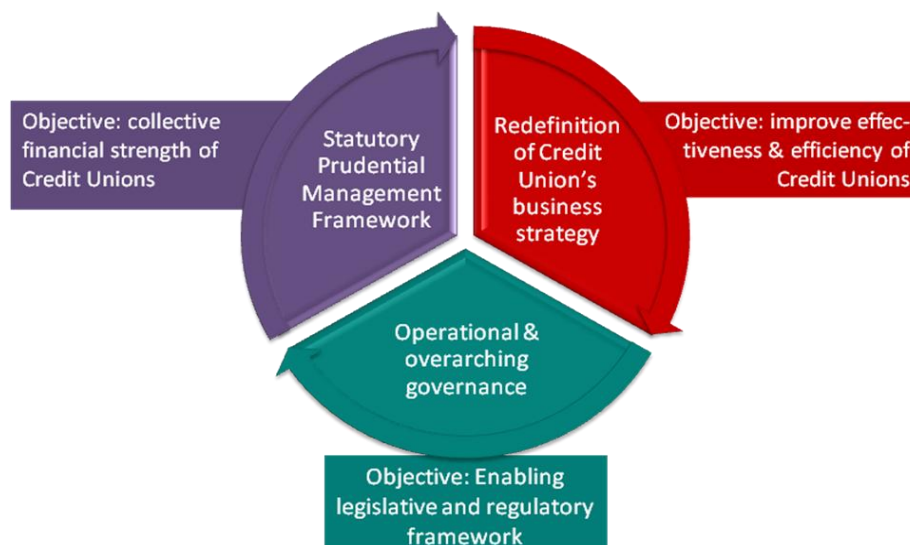 Objective: collective
financial strength of
Credit Unions
Statutory
Prudential
Management
Framework
Redefinition
of Credit
Union's
business
strategy
Objective: improve effec-
tiveness & efficiency of
Credit Unions
Operational &
overarching
governance
Objective: Enabling
legislative and regulatory
framework